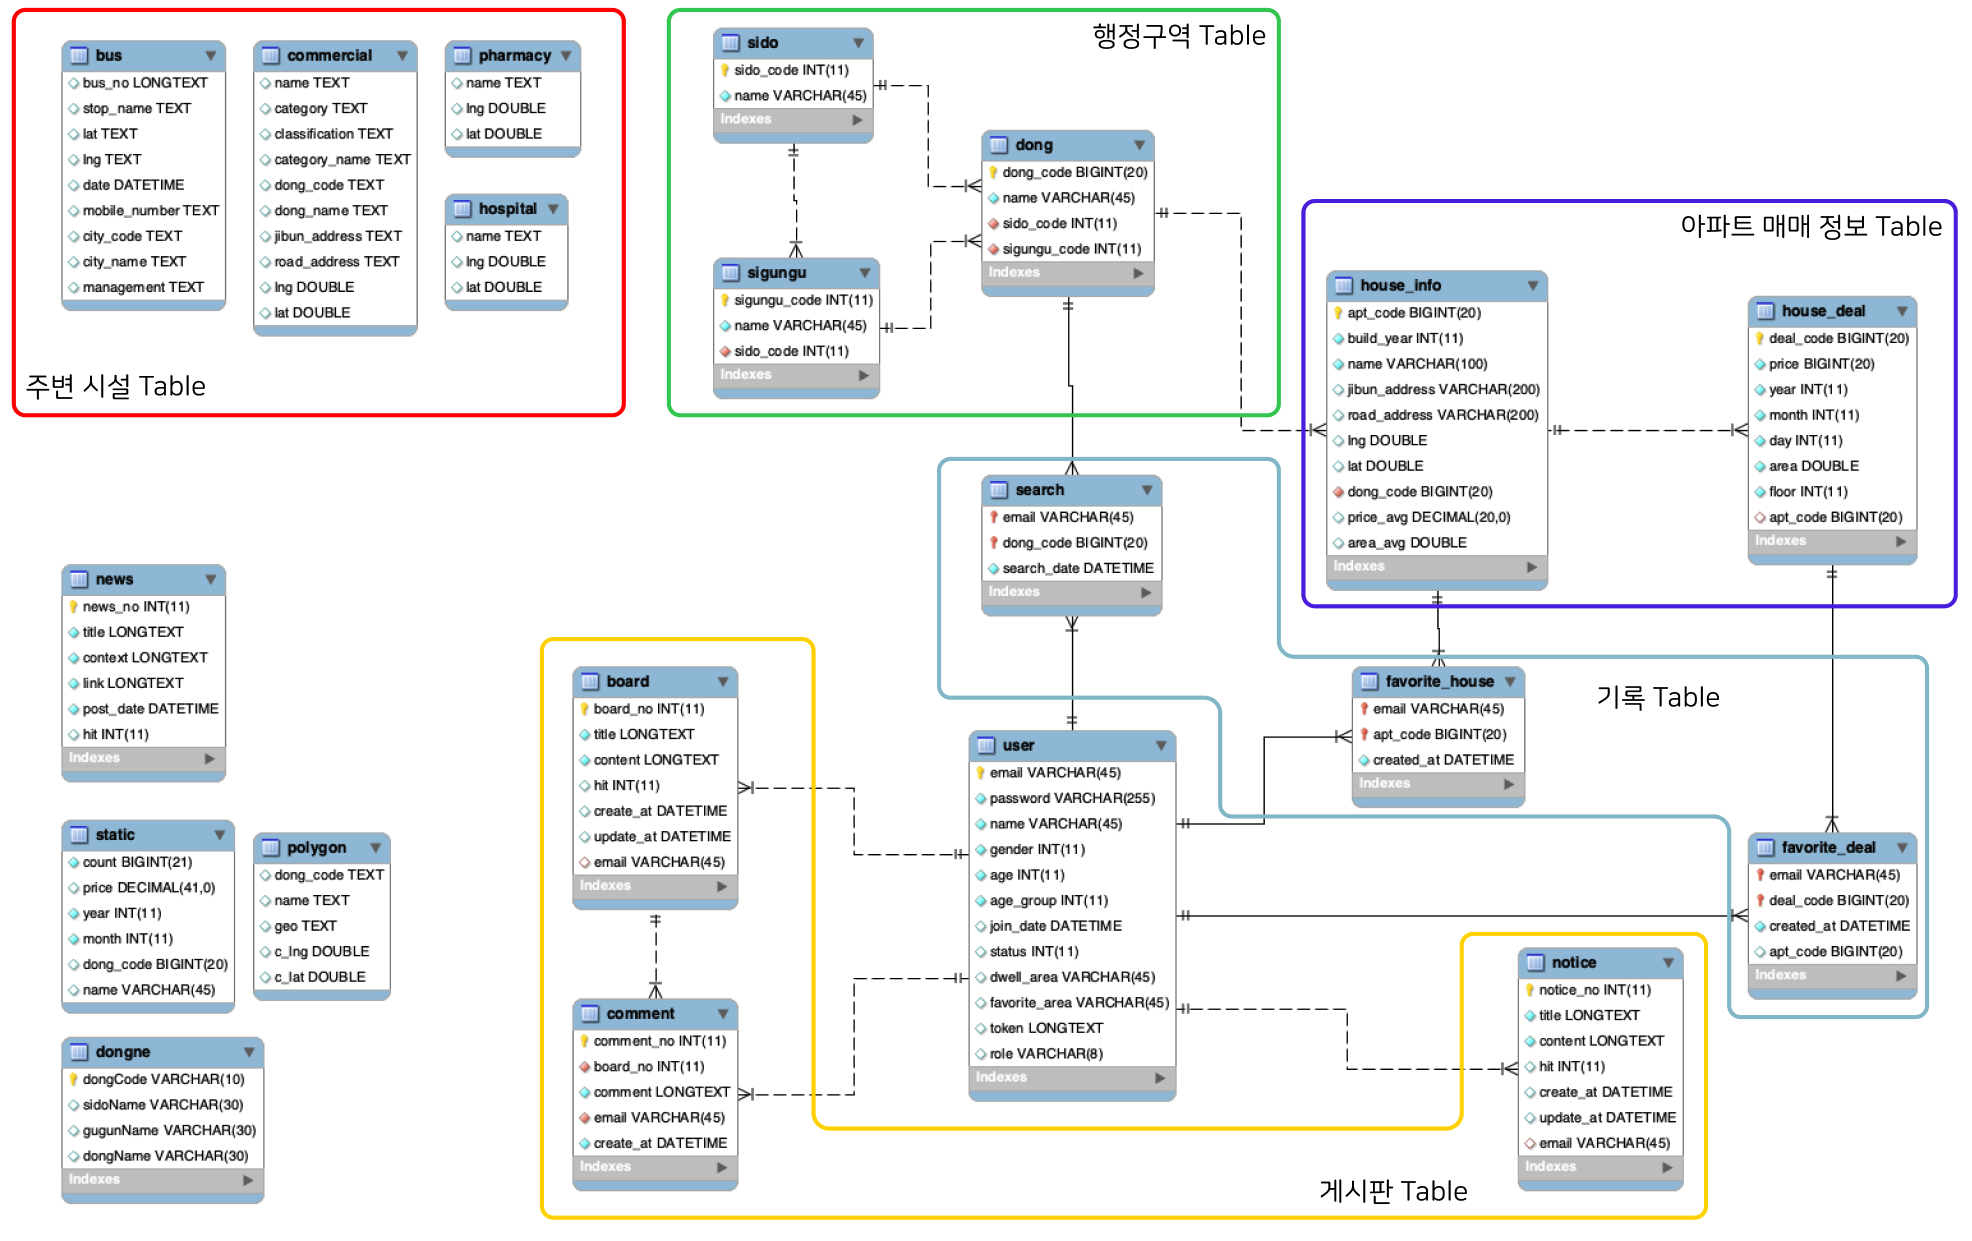 bus
bus_no LONGTEXT
stop_name TEXT
lat TEXT
lng TEXT
date DATETIME
mobile_number TEXT
city_code TEXT
city_name TEXT
management TEXT
commercial
name TEXT
category TEXT
classification TEXT
category_name TEXT
dong_code TEXT
dong_name TEXT
jibun_address TEXT
road_address TEXT
lng DOUBLE
lat DOUBLE
pharmacy
name TEXT
lng DOUBLE
lat DOUBLE
hospital
name TEXT
lng DOUBLE
lat DOUBLE
주변 시설 Table
행정구역 Table
sido
sido_code INT(11)
name VARCHAR(45)
Indexes
dong
dong_code BIGINT(20)
name VARCHAR(45)
sido_code INT(11)
sigungu_code INT(11)
Indexes
sigungu
sigungu_code INT(11)
name VARCHAR(45)
sido_code INT(11)
Indexes
아파트 매매 정보 Table
house_info
apt_code BIGINT(20)
build_year INT(11)
name VARCHAR(100)
jibun_address VARCHAR(200)
road_address VARCHAR(200)
lng DOUBLE
lat DOUBLE
dong_code BIGINT(20)
price_avg DECIMAL(20,0)
area_avg DOUBLE
Indexes
house_deal
deal_code BIGINT(20)
price BIGINT(20)
year INT(11)
month INT(11)
day INT(11)
area DOUBLE
floor INT(11)
apt_code BIGINT(20)
Indexes
search
email VARCHAR(45)
dong_code BIGINT(20)
search_date DATETIME
Indexes
news
news_no INT(11)
title LONGTEXT
context LONGTEXT
link LONGTEXT
post_date DATETIME
hit INT(11)
Indexes
board
board_no INT(11)
title LONGTEXT
content LONGTEXT
hit INT(11)
create_at DATETIME
update_at DATETIME
email VARCHAR(45)
Indexes
user
email VARCHAR(45)
password VARCHAR(255)
name VARCHAR(45)
gender INT(11)
age INT(11)
age_group INT(11)
join_date DATETIME
status INT(11)
dwell_area VARCHAR(45)
favorite_area VARCHAR(45)
token LONGTEXT
role VARCHAR(8)
Indexes
favorite_house
email VARCHAR(45)
apt_code BIGINT(20)
created_at DATETIME
Indexes
기록 Table
favorite_deal
email VARCHAR(45)
deal_code BIGINT(20)
created_at DATETIME
apt_code BIGINT(20)
Indexes
static
count BIGINT(21)
price DECIMAL(41,0)
year INT(11)
month INT(11)
dong_code BIGINT(20)
name VARCHAR(45)
polygon
dong_code TEXT
name TEXT
geo TEXT
c_lng DOUBLE
c_lat DOUBLE
dongne
dongCode VARCHAR(10)
sidoName VARCHAR(30)
gugunName VARCHAR(30)
dongName VARCHAR(30)
Indexes
comment
comment_no INT(11)
board_no INT(11)
comment LONGTEXT
email VARCHAR(45)
create_at DATETIME
Indexes
notice
notice_no INT(11)
title LONGTEXT
content LONGTEXT
hit INT(11)
create_at DATETIME
update_at DATETIME
email VARCHAR(45)
Indexes
게시판 Table